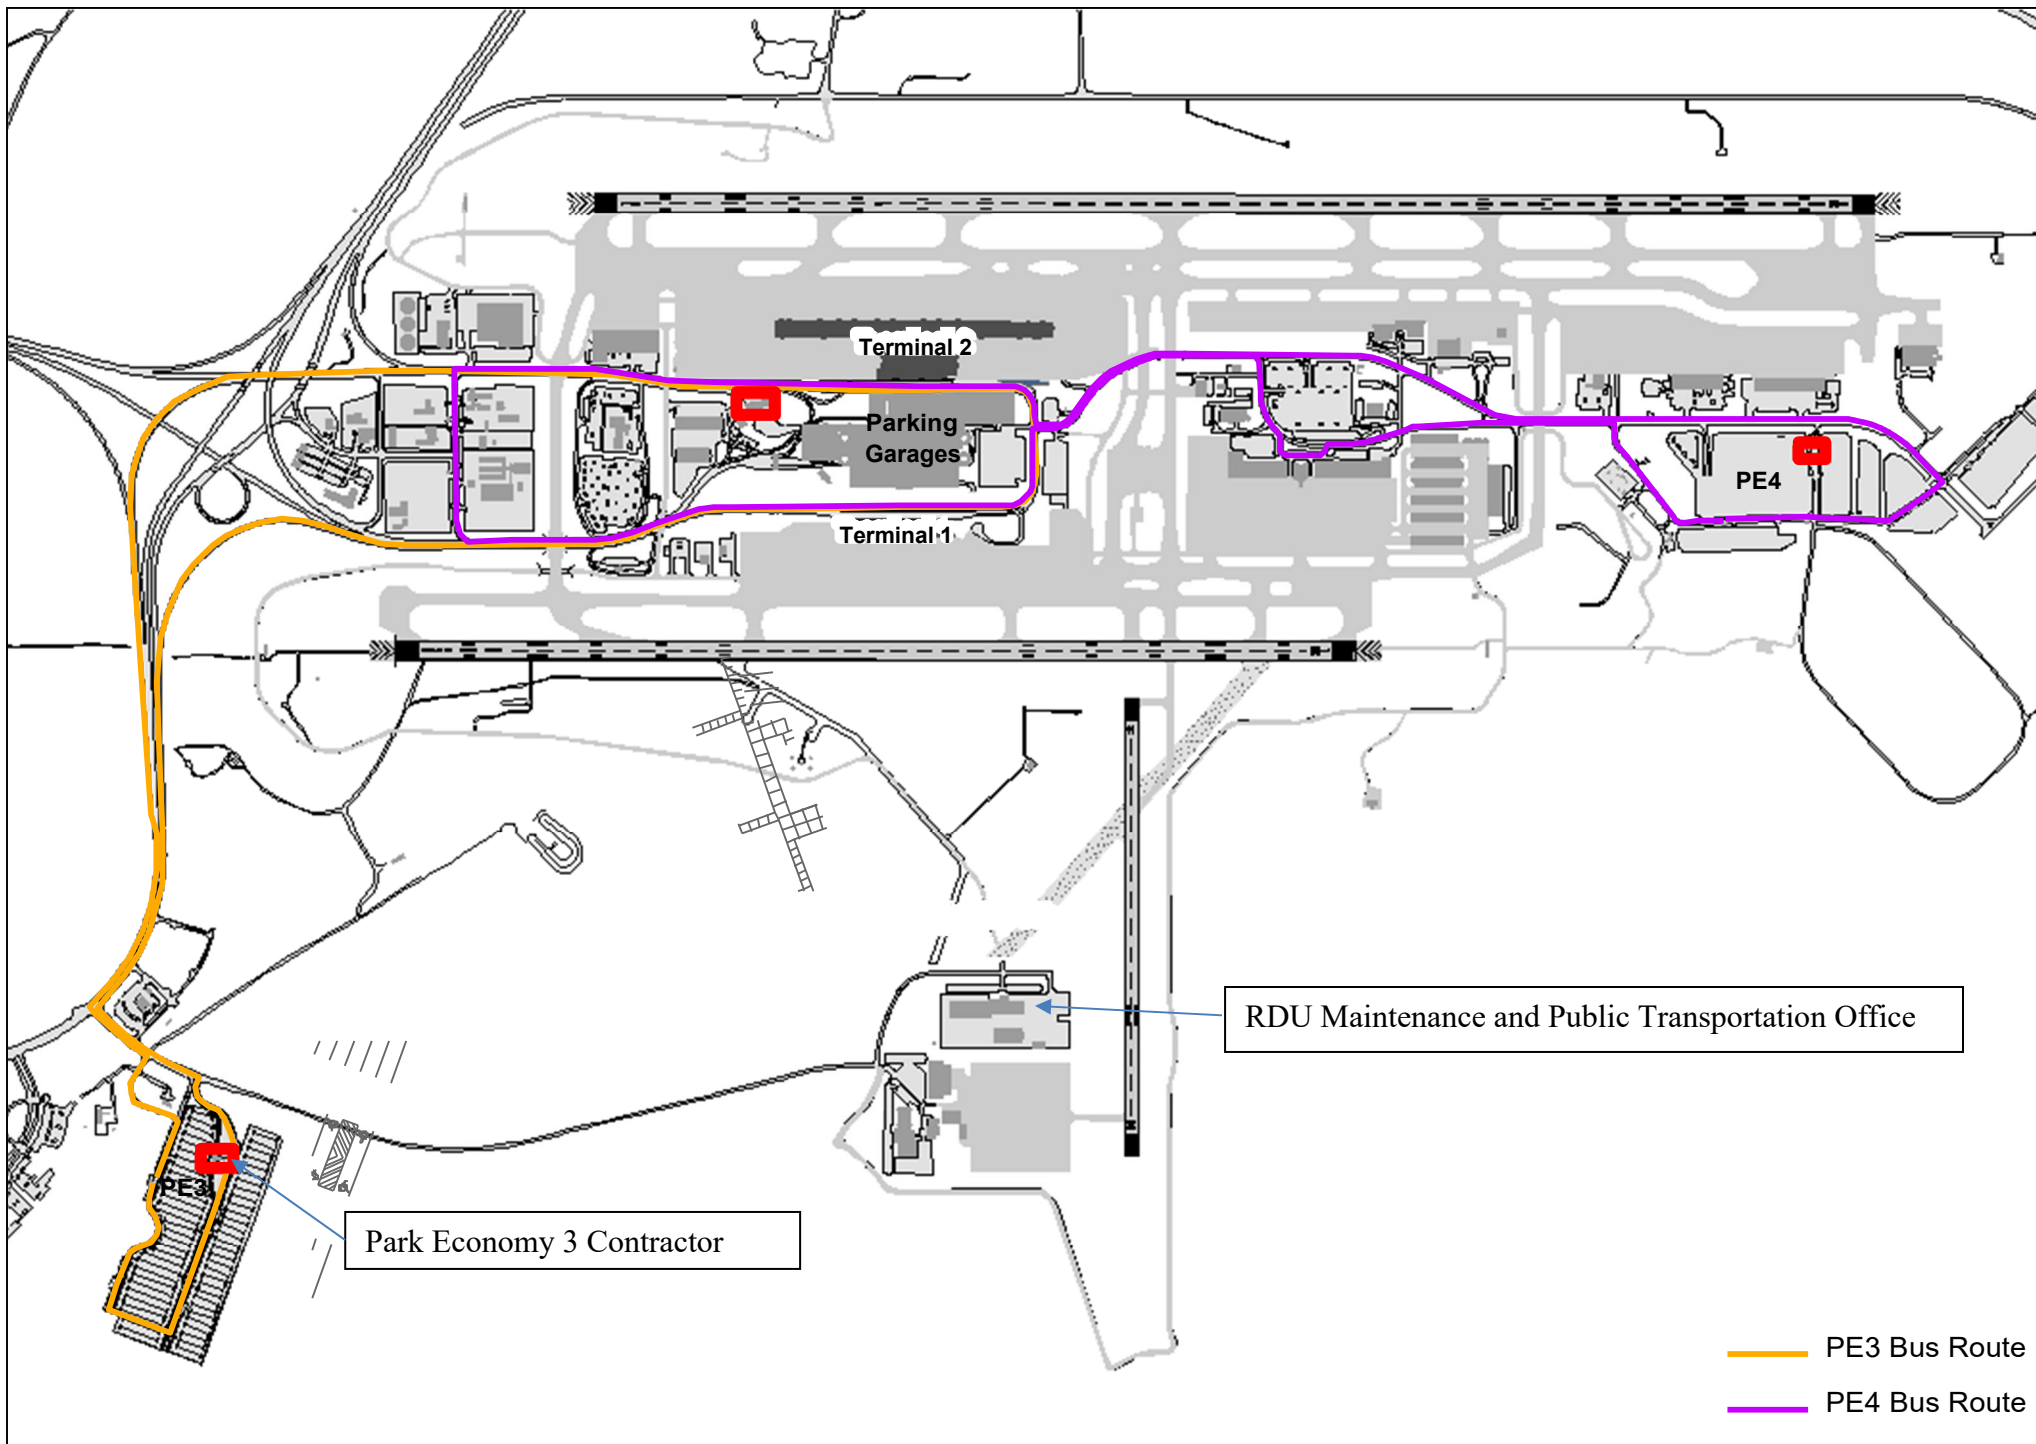 Terminal 2
Parking
Garages
PE4
Terminal 1
RDU Maintenance and Public Transportation Office
PE3
Park Economy 3 Contractor
PE3 Bus Route
PE4 Bus Route